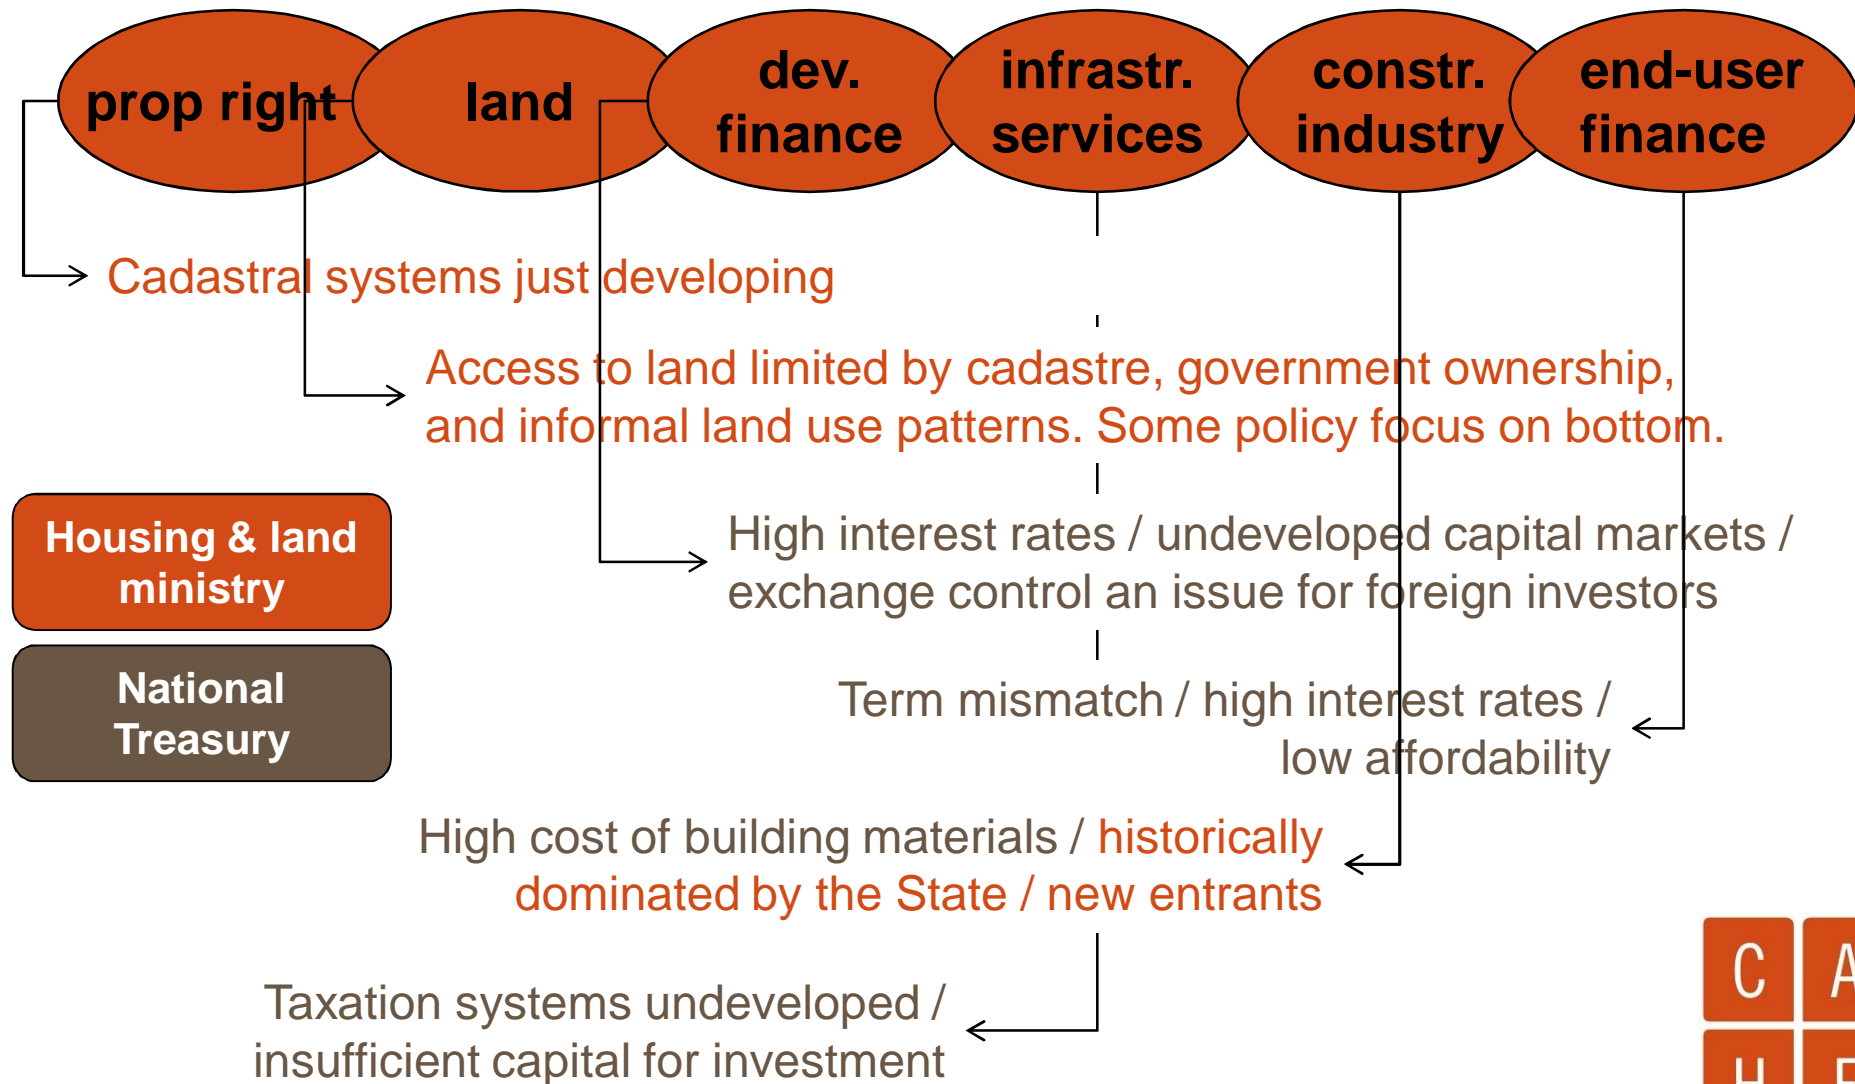 prop right
land
dev.
finance
infrastr.
services
constr.
industry
end-user
finance
Cadastral systems just developing
Access to land limited by cadastre, government ownership,
and informal land use patterns. Some policy focus on bottom.
Housing & land
ministry
High interest rates / undeveloped capital markets /
exchange control an issue for foreign investors
National
Treasury
Term mismatch / high interest rates /
low affordability
High cost of building materials / historically
dominated by the State / new entrants
Taxation systems undeveloped /
insufficient capital for investment
C A
H F